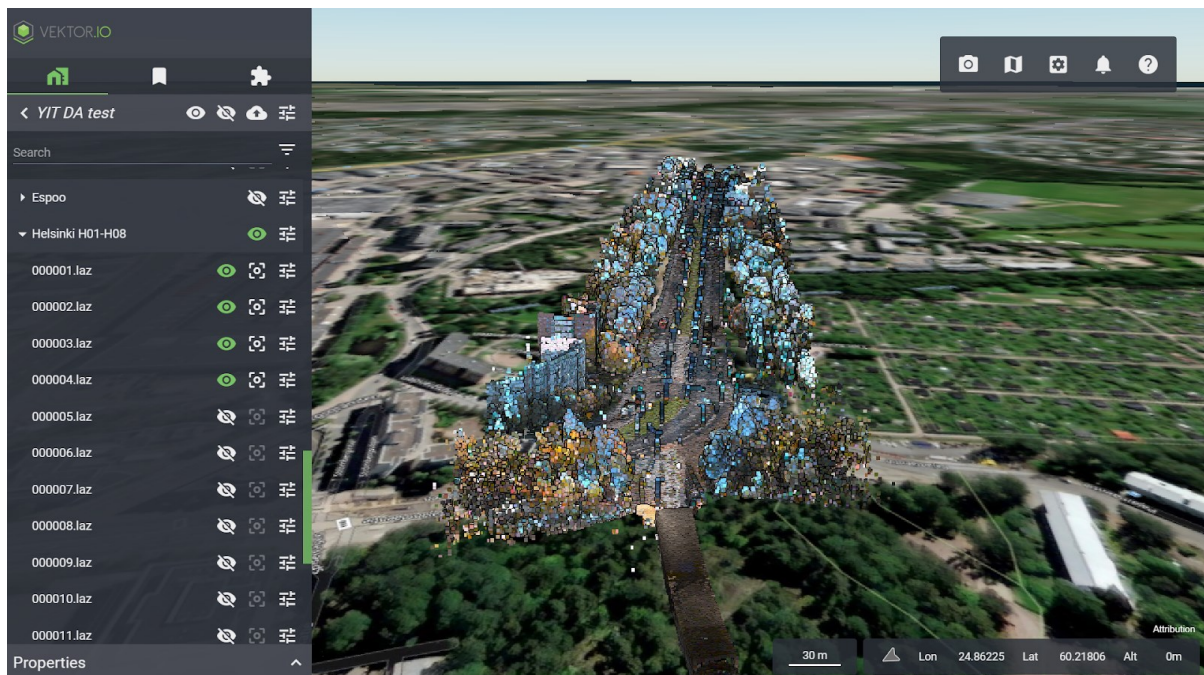 VEKTOR.IO
YIT DA test
Search
Espoo
Helsinki H01-H08
000001.laz
000002.laz
000003.laz
000004.laz
000005.laz
000006.laz
000007.laz
000008.laz
000009.laz
000010.laz
000011.laz
Properties
Attribution
30 m
Lon 24.86225 Lat 60.21806 Alt 0m